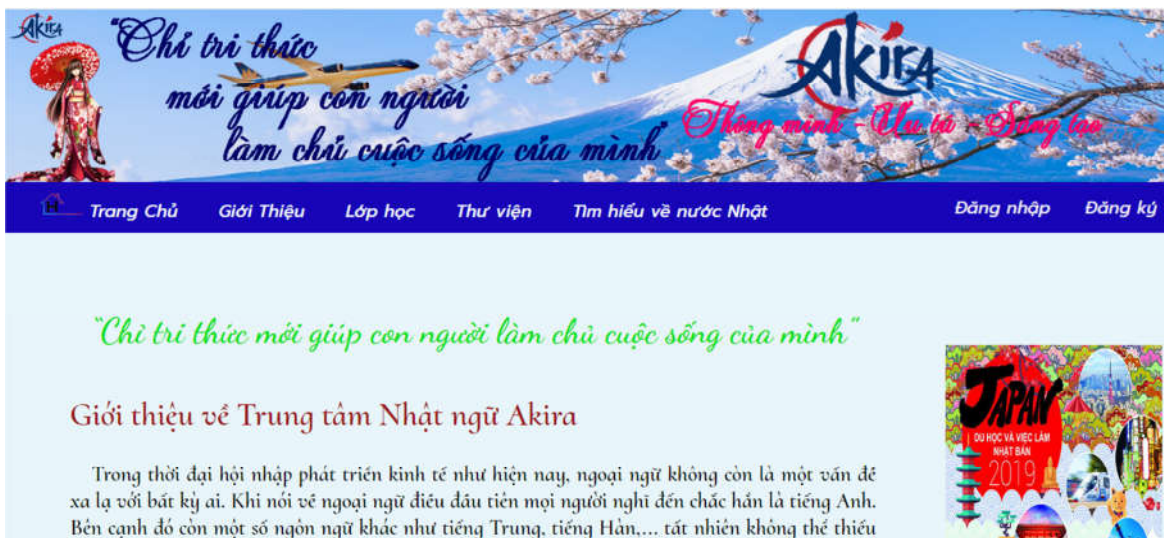 Akira
"Chỉ tri thức
mới giúp con người
làm chủ cuộc sống của mình"
Akira
Thông minh - Ưu tú - Sáng tạo
H Trang Chủ Giới Thiệu Lớp học Thư viện Tìm hiểu về nước Nhật Đăng nhập Đăng ký
"Chỉ tri thức mới giúp con người làm chủ cuộc sống của mình"
JAPAN
DU HỌC VÀ VIỆC LÀM
NHẬT BẢN
2019
Giới thiệu về Trung tâm Nhật ngữ Akira
Trong thời đại hội nhập phát triển kinh tế như hiện nay, ngoại ngữ không còn là một vấn đề
xa lạ với bất kỳ ai. Khi nói về ngoại ngữ điều đầu tiên mọi người nghĩ đến chắc hẳn là tiếng Anh.
Bên cạnh đó còn một số ngôn ngữ khác như tiếng Trung, tiếng Hàn,... tất nhiên không thể thiếu